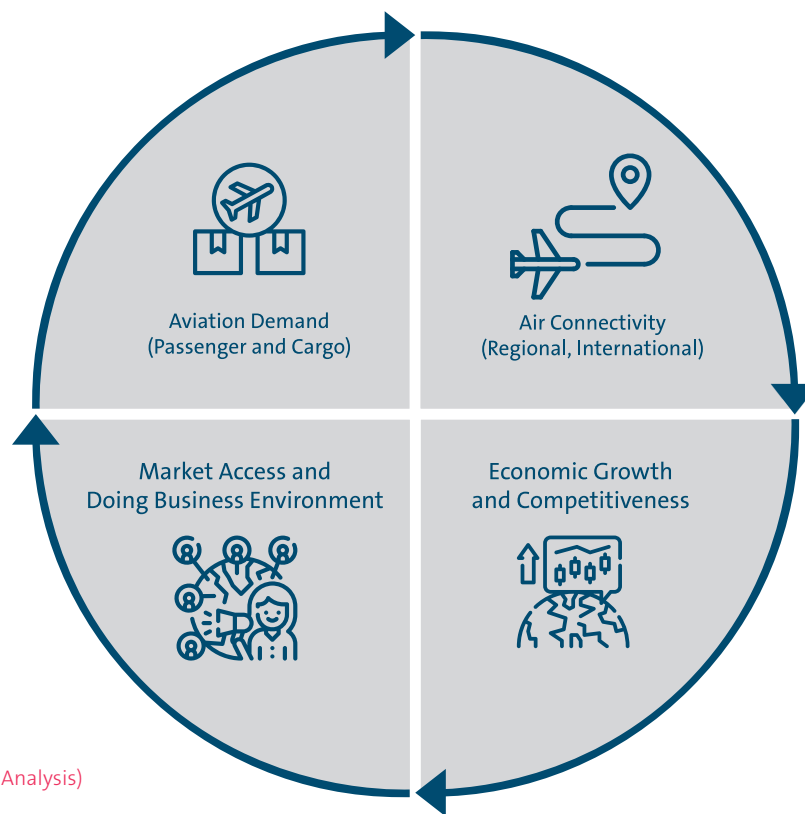 Aviation Demand
(Passenger and Cargo)
Air Connectivity
(Regional, International)
Market Access and
Doing Business Environment
Economic Growth
and Competitiveness
Analysis)